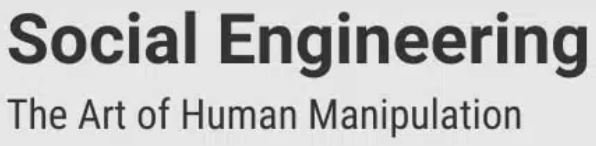 Social Engineering
The Art of Human Manipulation